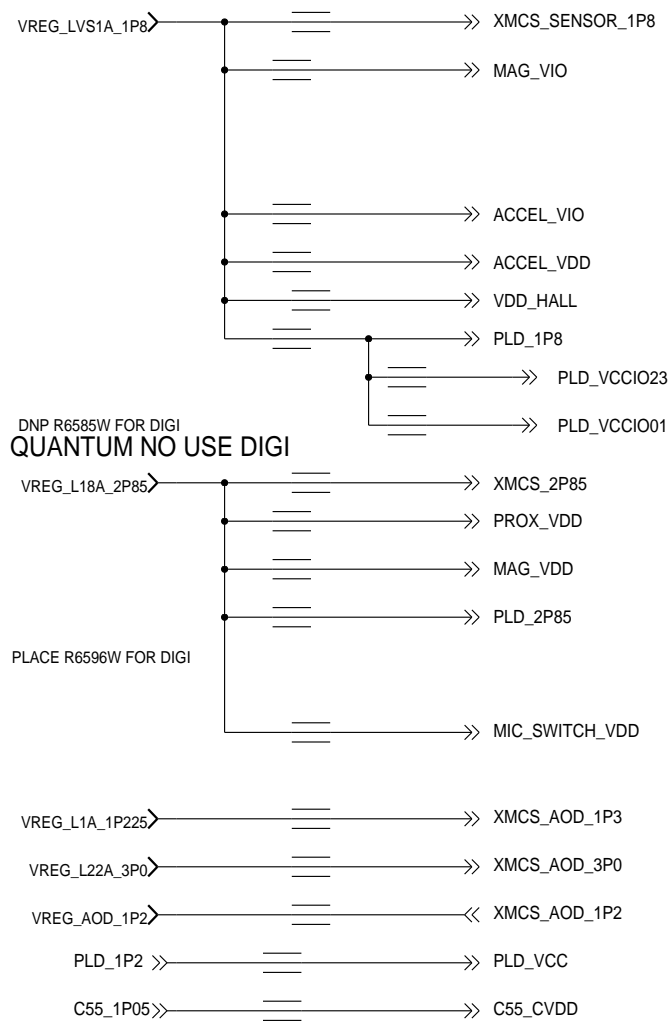 VREG_LVS1A_1P8 XMCS_SENSOR_1P8
MAG_VIO
ACCEL_VIO
ACCEL_VDD
VDD_HALL
PLD_1P8
PLD_VCCIO23
PLD_VCCIO01
DNP R6585W FOR DIGI
QUANTUM NO USE DIGI
VREG_L18A_2P85 XMCS_2P85
PROX_VDD
MAG_VDD
PLD_2P85
PLACE R6596W FOR DIGI
MIC_SWITCH_VDD
VREG_L1A_1P225 XMCS_AOD_1P3
VREG_L22A_3P0 XMCS_AOD_3P0
VREG_AOD_1P2 XMCS_AOD_1P2
PLD_1P2 PLD_VCC
C55_1P05 C55_CVDD